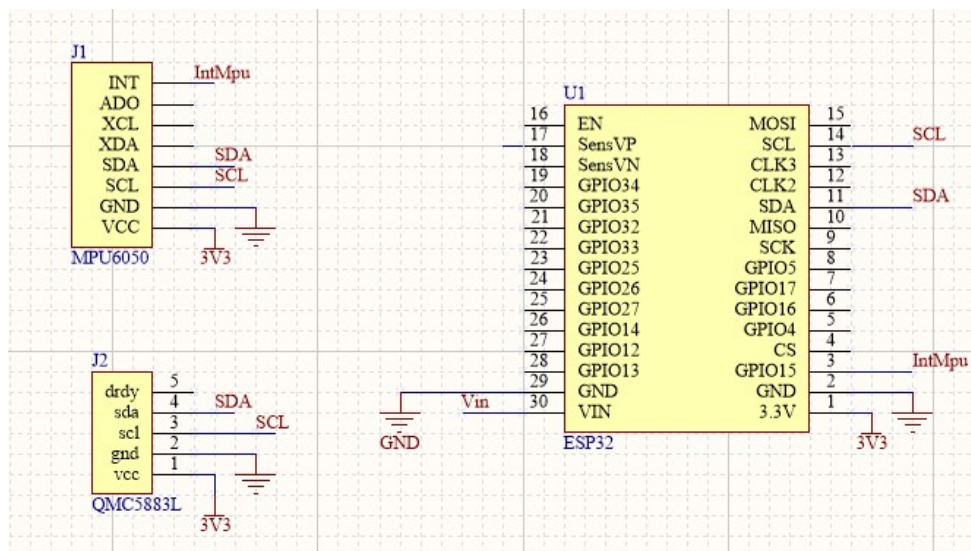 J1
INT IntMpu
ADO
XCL
XDA
SDA SDA
SCL SCL
GND
VCC
MPU6050 3V3
J2
drdy 5
sda 4 SDA
scl 3 SCL
gnd 2
vcc 1
QMC5883L
3V3
U1
16 EN MOSI 15
17 SensVP SCL 14 SCL
18 SensVN CLK3 13
19 GPIO34 CLK2 12
20 GPIO35 SDA 11 SDA
21 GPIO32 MISO 10
22 GPIO33 SCK 9
23 GPIO25 GPIO5 8
24 GPIO26 GPIO17 7
25 GPIO27 GPIO16 6
26 GPIO14 GPIO4 5
27 GPIO12 CS 4
28 GPIO13 GPIO15 3 IntMpu
29 GND GND 2
Vin 30 VIN 3.3V 1
GND ESP32 3V3